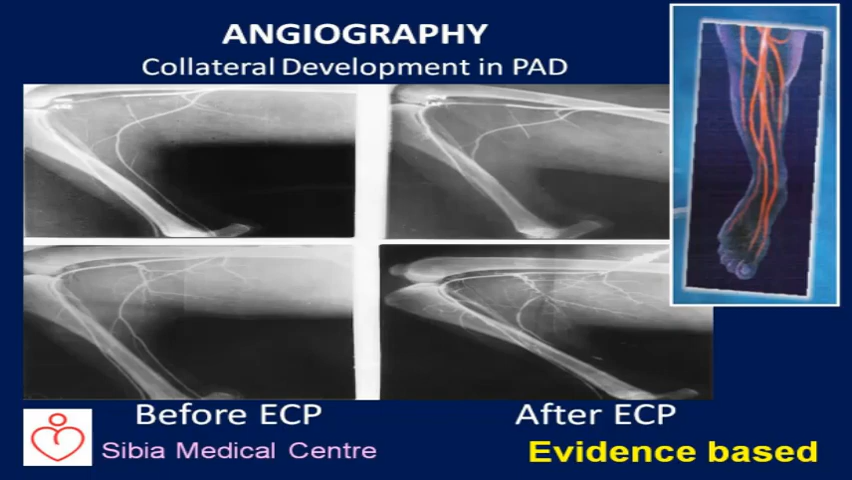 ANGIOGRAPHY
Collateral Development in PAD
Before ECP
After ECP
Sibia Medical Centre
Evidence based